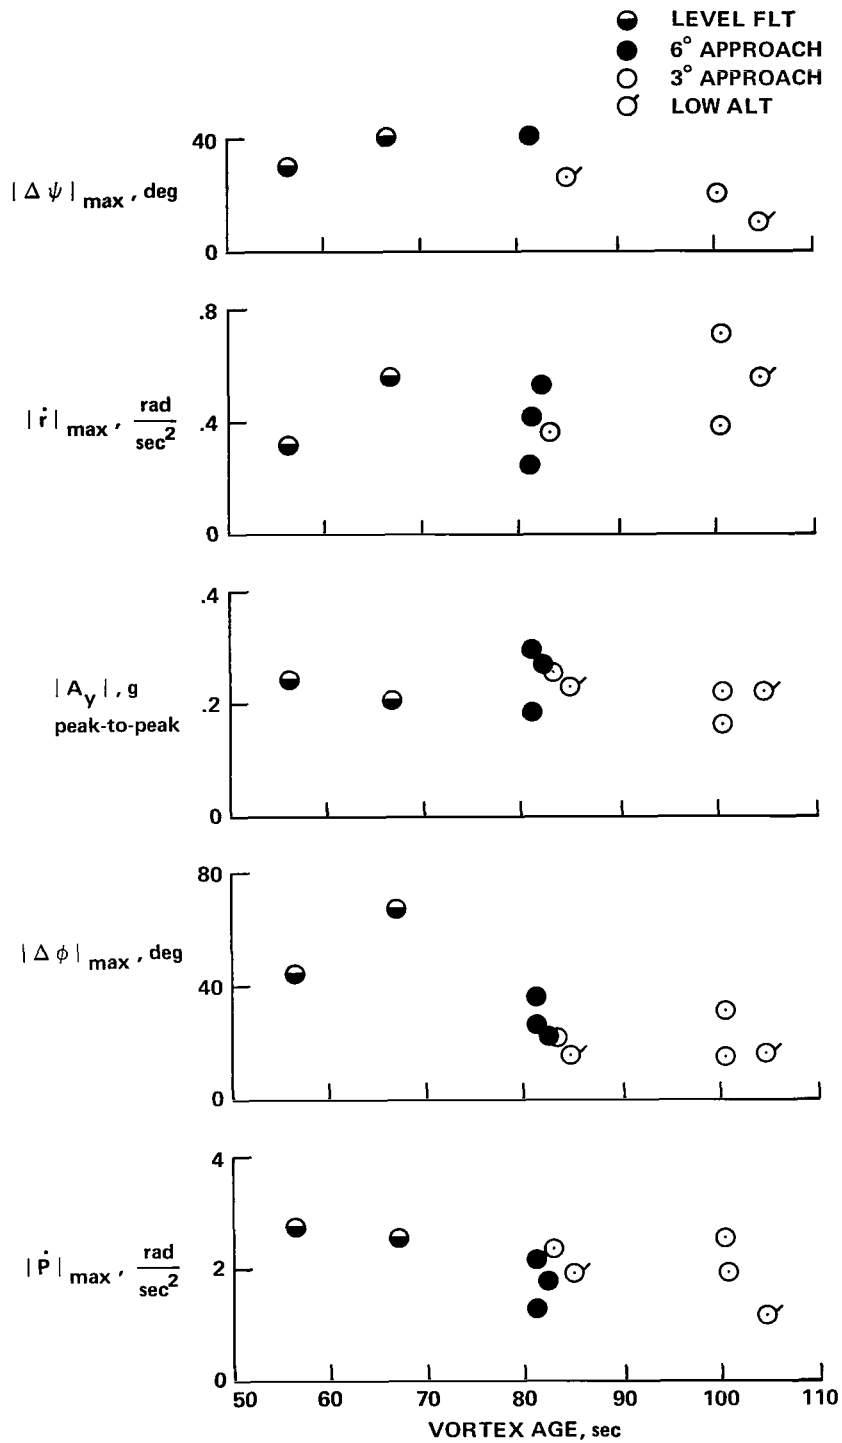 LEVEL FLT
6° APPROACH
3° APPROACH
LOW ALT
40
|Δψ| max, deg
0
.8
|ṙ| max, rad/sec²
.4
0
.4
|A_y|, g
.2
peak-to-peak
0
80
|Δϕ| max, deg
40
0
4
|Ṗ| max, rad/sec²
2
0
50 60 70 80 90 100 110
VORTEX AGE, sec